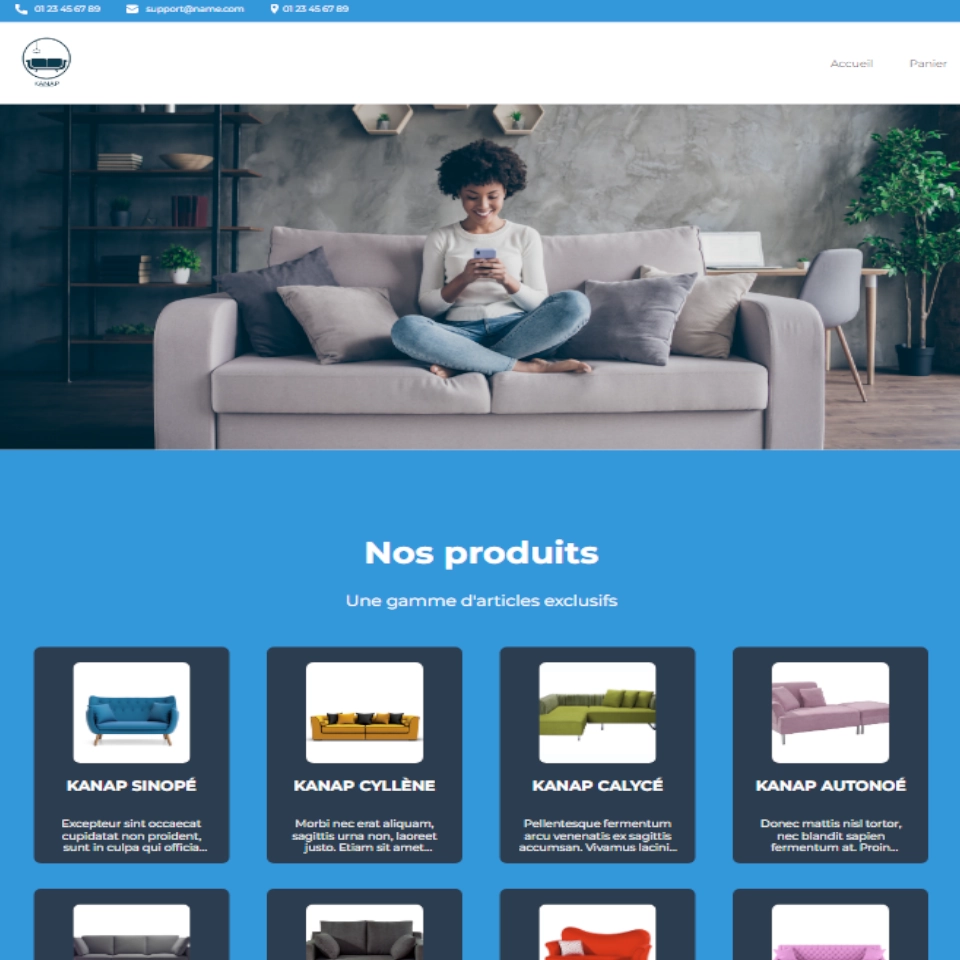 01 23 45 67 89
support@name.com
01 23 45 67 89
KANAP
Accueil
Panier
Nos produits
Une gamme d'articles exclusifs
KANAP SINOPÉ
Excepteur sint occaecat
cupidatat non proident,
sunt in culpa qui officia...
KANAP CYLLÈNE
Morbi nec erat aliquam,
sagittis urna non, laoreet
justo. Etiam sit amet...
KANAP CALYCÉ
Pellentesque fermentum
arcu venenatis ex sagittis
accumsan. Vivamus lacini...
KANAP AUTONOÉ
Donec mattis nisl tortor,
nec blandit sapien
fermentum at. Proin...